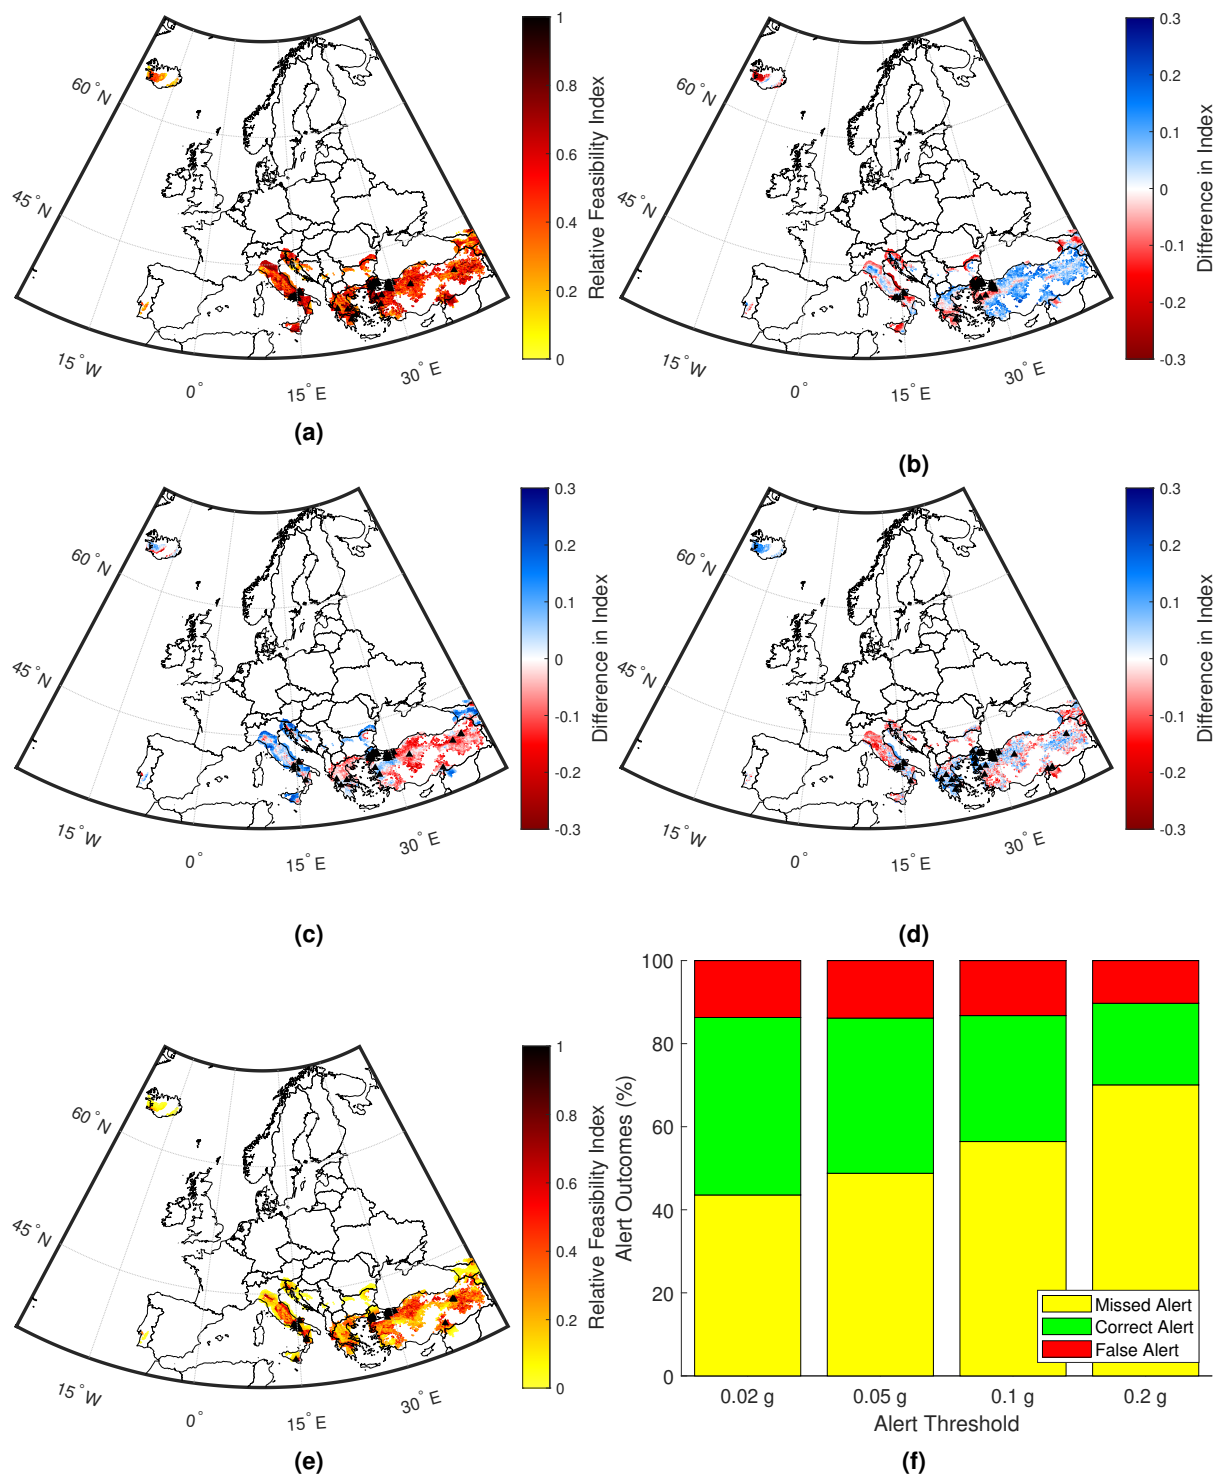 60° N
45° N
15° W
0°
15° E
30° E
1
0.8
0.6
0.4
0.2
0
Relative Feasibility Index
(a)
60° N
45° N
15° W
0°
15° E
30° E
0.3
0.2
0.1
0
-0.1
-0.2
-0.3
Difference in Index
(b)
60° N
45° N
15° W
0°
15° E
30° E
0.3
0.2
0.1
0
-0.1
-0.2
-0.3
Difference in Index
(c)
60° N
45° N
15° W
0°
15° E
30° E
0.3
0.2
0.1
0
-0.1
-0.2
-0.3
Difference in Index
(d)
60° N
45° N
15° W
0°
15° E
30° E
1
0.8
0.6
0.4
0.2
0
Relative Feasibility Index
(e)
100
80
60
40
20
0
Alert Outcomes (%)
Missed Alert
Correct Alert
False Alert
0.02 g
0.05 g
0.1 g
0.2 g
Alert Threshold
(f)